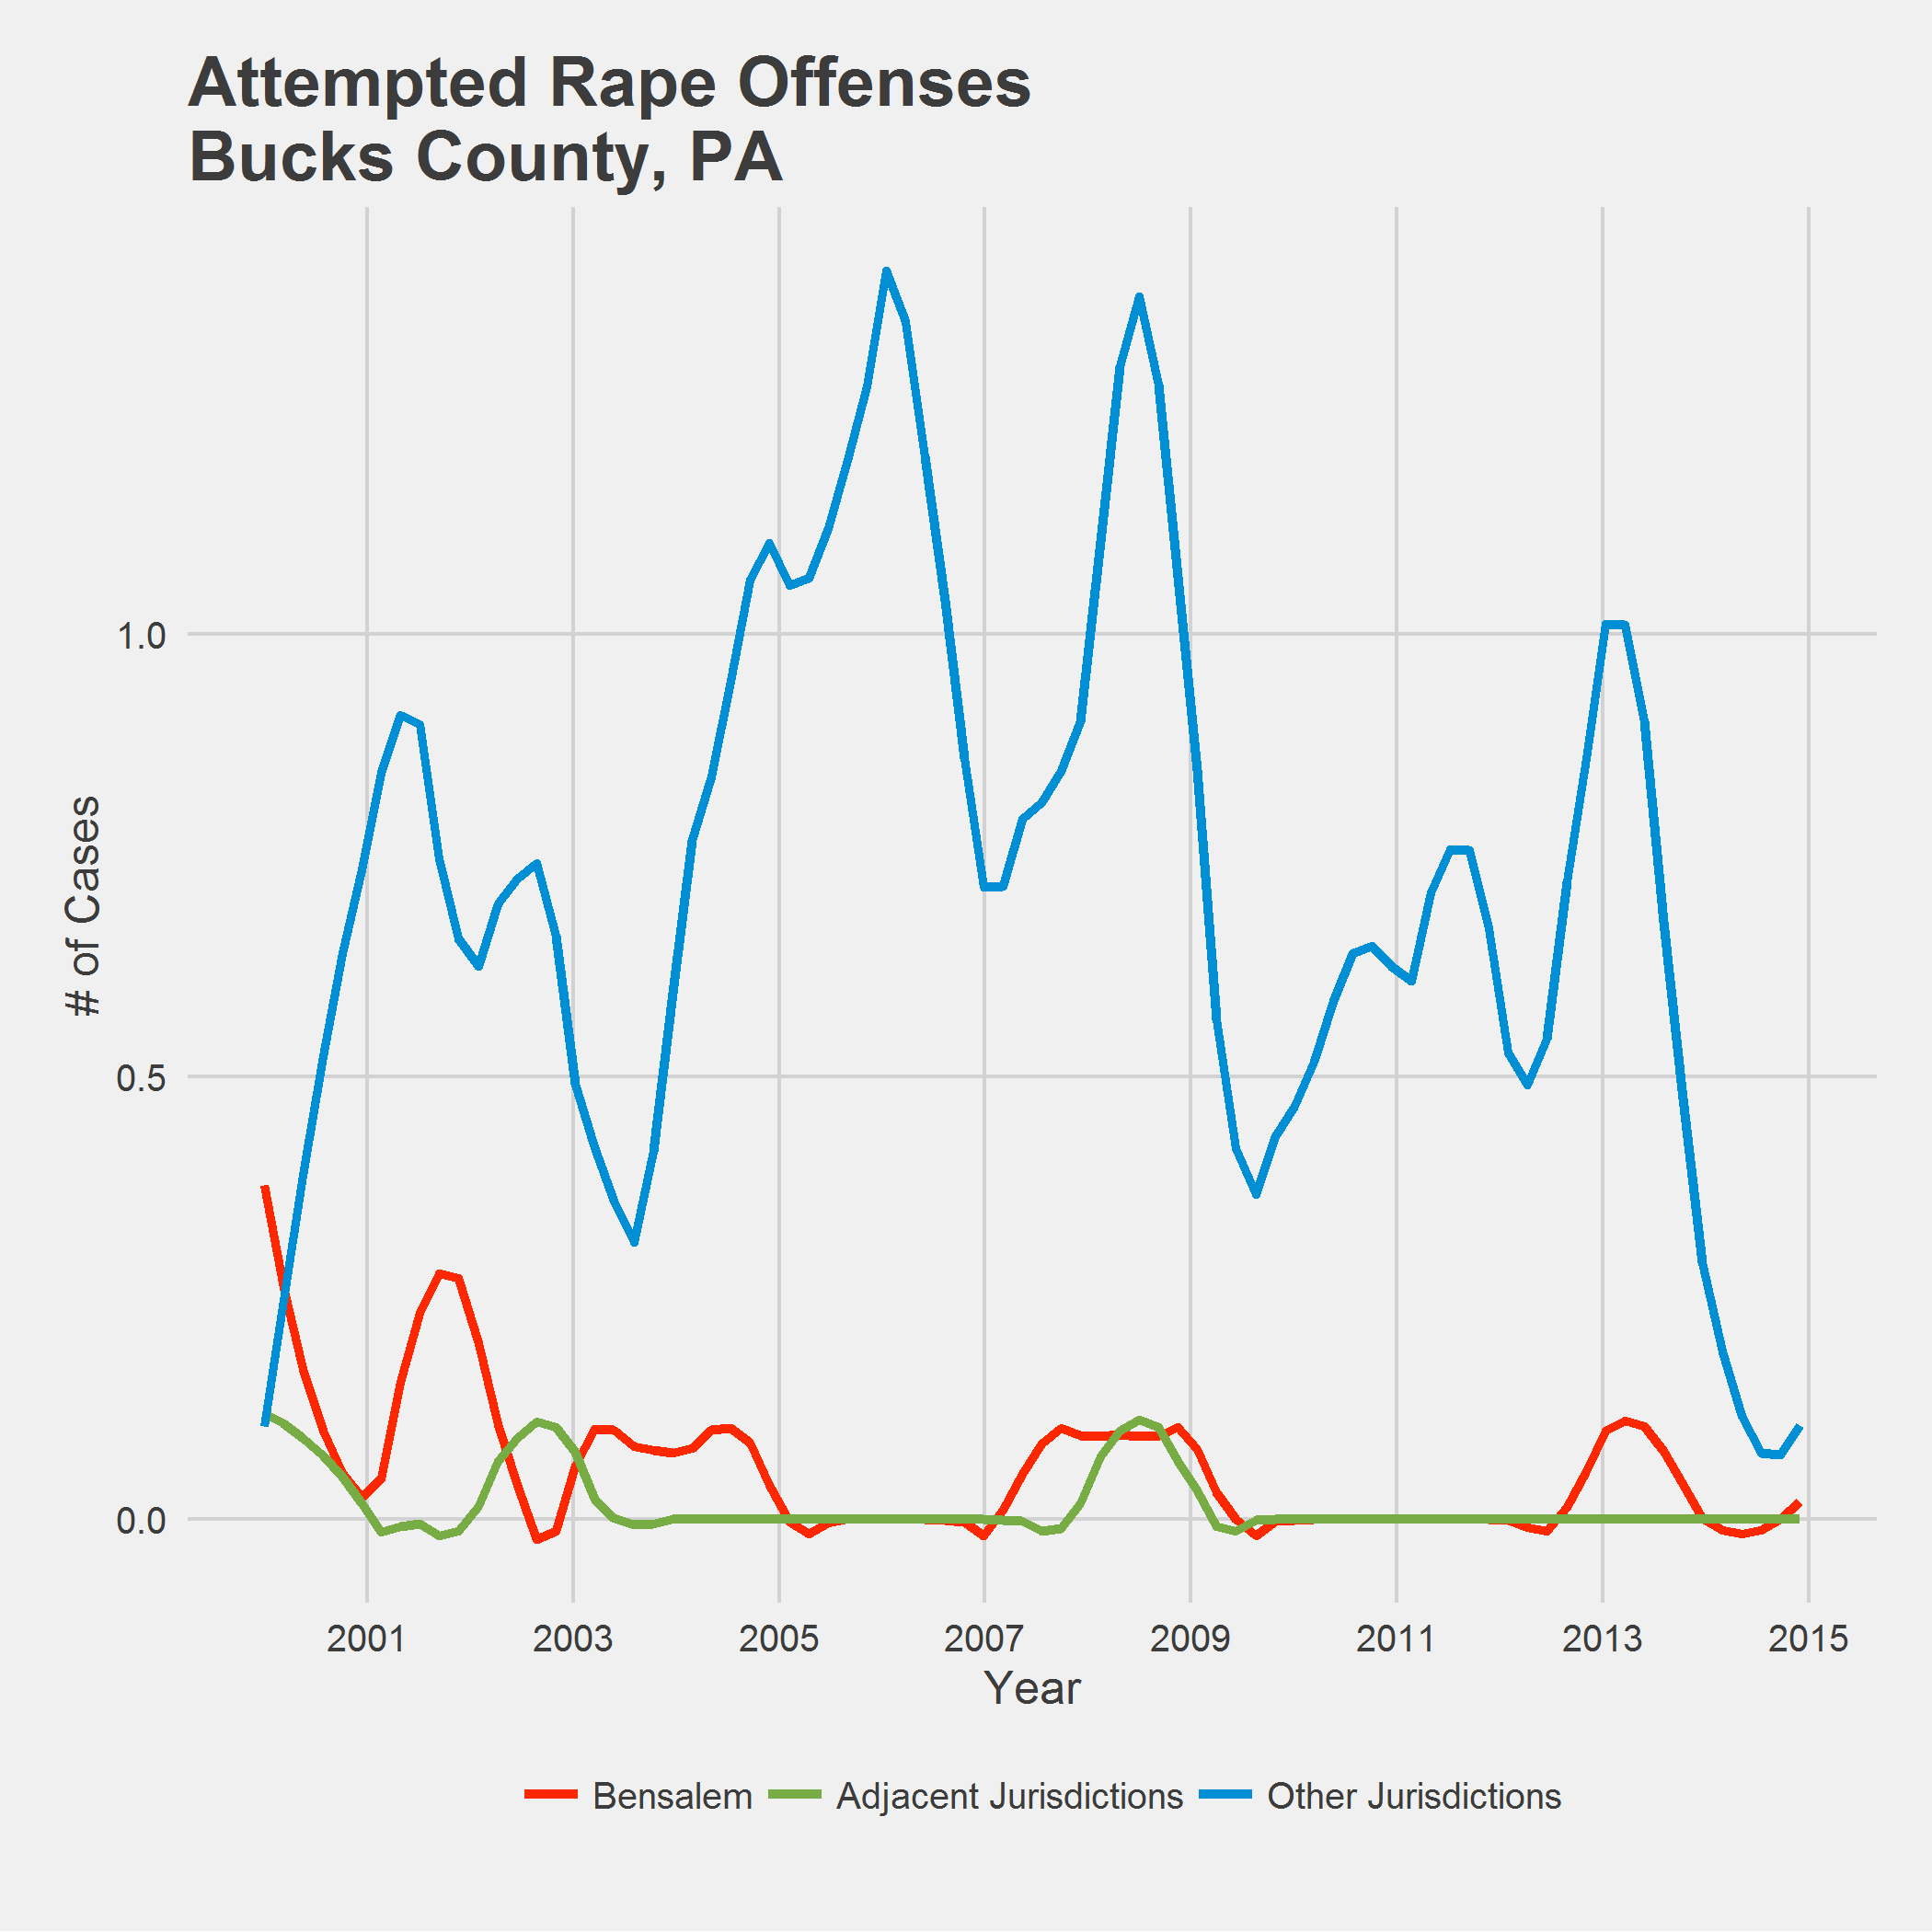 Attempted Rape Offenses
Bucks County, PA
# of Cases
1.0
0.5
0.0
2001 2003 2005 2007 2009 2011 2013 2015
Year
Bensalem Adjacent Jurisdictions Other Jurisdictions